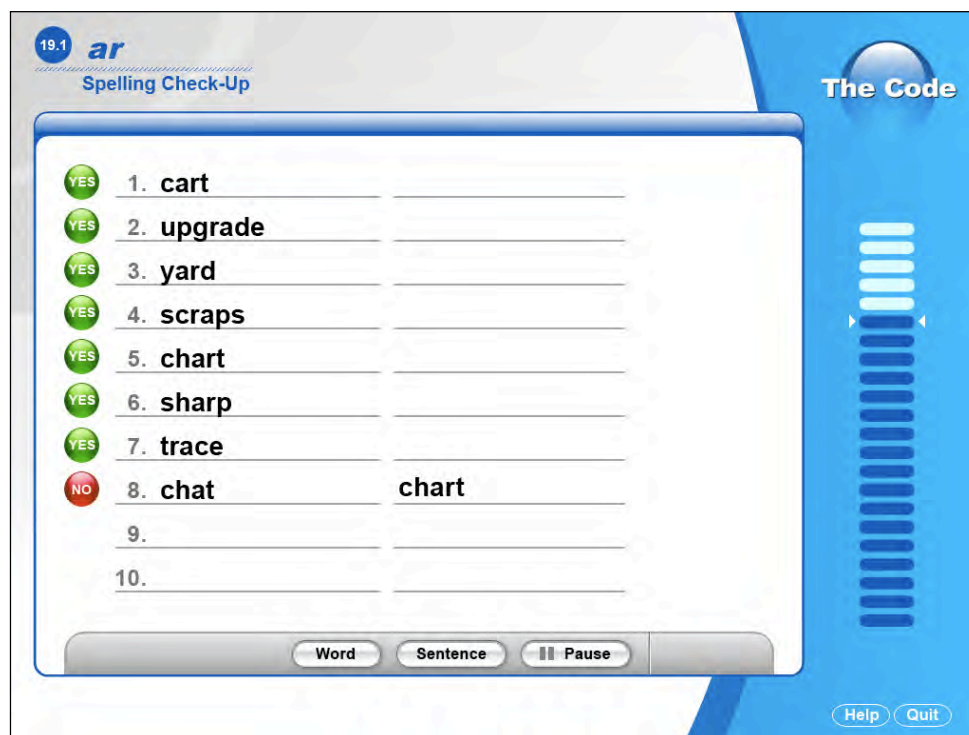 19.1 ar
Spelling Check-Up
The Code
YES 1. cart
YES 2. upgrade
YES 3. yard
YES 4. scraps
YES 5. chart
YES 6. sharp
YES 7. trace
NO 8. chat chart
9.
10.
Word Sentence Pause
Help Quit